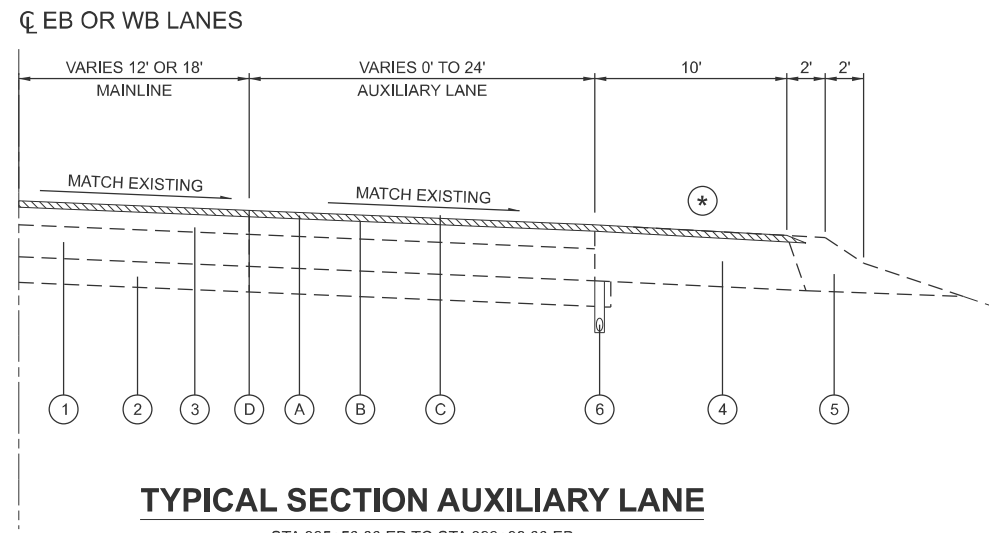 ℄ EB OR WB LANES
VARIES 12' OR 18'
VARIES 0' TO 24'
10'
2'
2'
MAINLINE
AUXILIARY LANE
MATCH EXISTING
MATCH EXISTING
*
1
2
3
D
A
B
C
6
4
5
TYPICAL SECTION AUXILIARY LANE